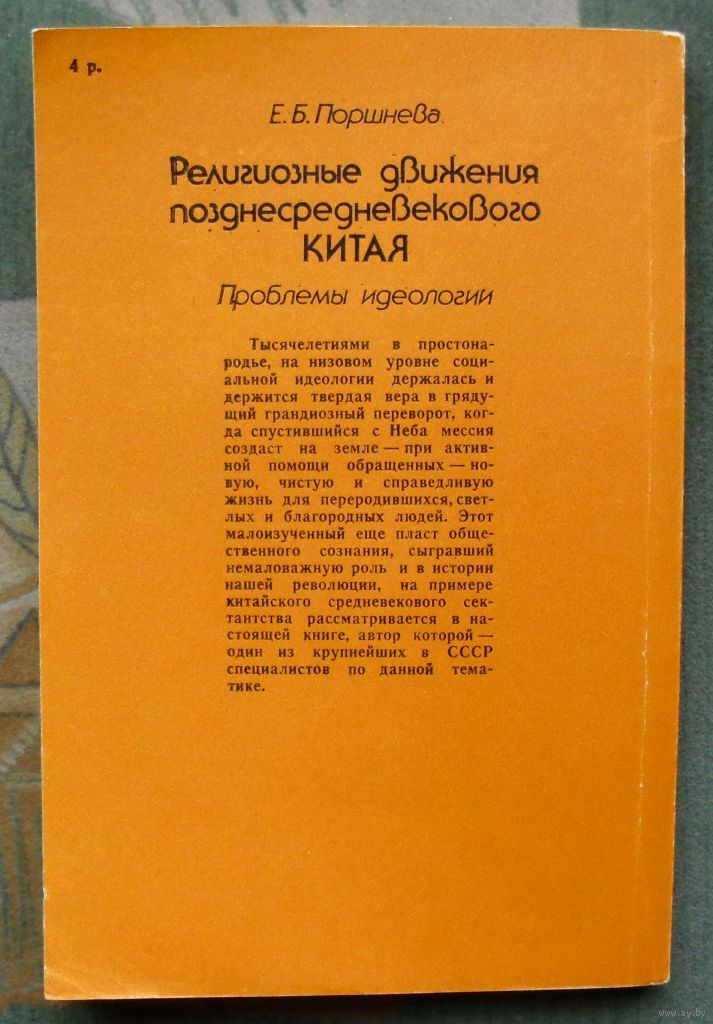 4 р.
Е. Б. Поршнева
Религиозные движения
позднесредневекового
КИТАЯ
Проблемы идеологии
Тысячелетиями в простона-
родье, на низовом уровне соци-
альной идеологии держалась и
держится твердая вера в гряду-
щий грандиозный переворот, ког-
да спустившийся с Неба мессия
создаст на земле — при актив-
ной помощи обращенных — но-
вую, чистую и справедливую
жизнь для переродившихся, свет-
лых и благородных людей. Этот
малоизученный еще пласт обще-
ственного сознания, сыгравший
немаловажную роль и в истории
нашей революции, на примере
китайского средневекового сек-
тантства рассматривается в на-
стоящей книге, автор которой —
один из крупнейших в СССР
специалистов по данной тема-
тике.
www.ay.by